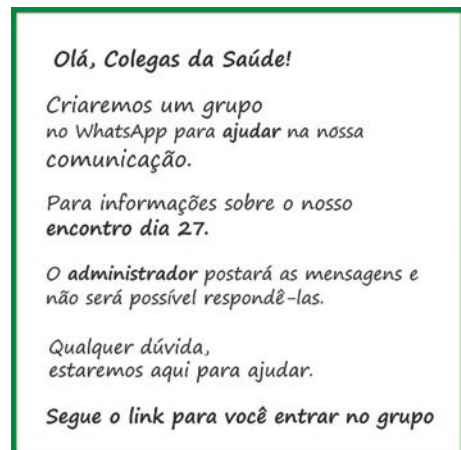 Olá, Colegas da Saúde!
Criaremos um grupo
no WhatsApp para ajudar na nossa
comunicação.
Para informações sobre o nosso
encontro dia 27.
O administrador postará as mensagens e
não será possível respondê-las.
Qualquer dúvida,
estaremos aqui para ajudar.
Segue o link para você entrar no grupo